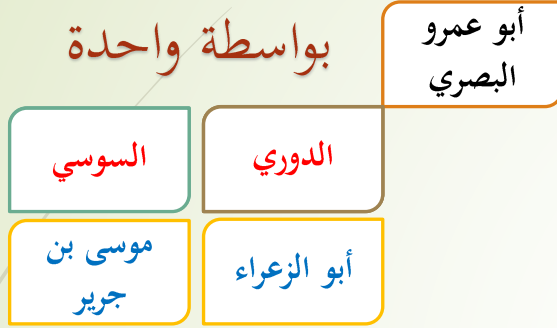 أبو عمرو
البصري
بواسطة واحدة
الدوري
السوسي
أبو الزعراء
موسى بن
جرير